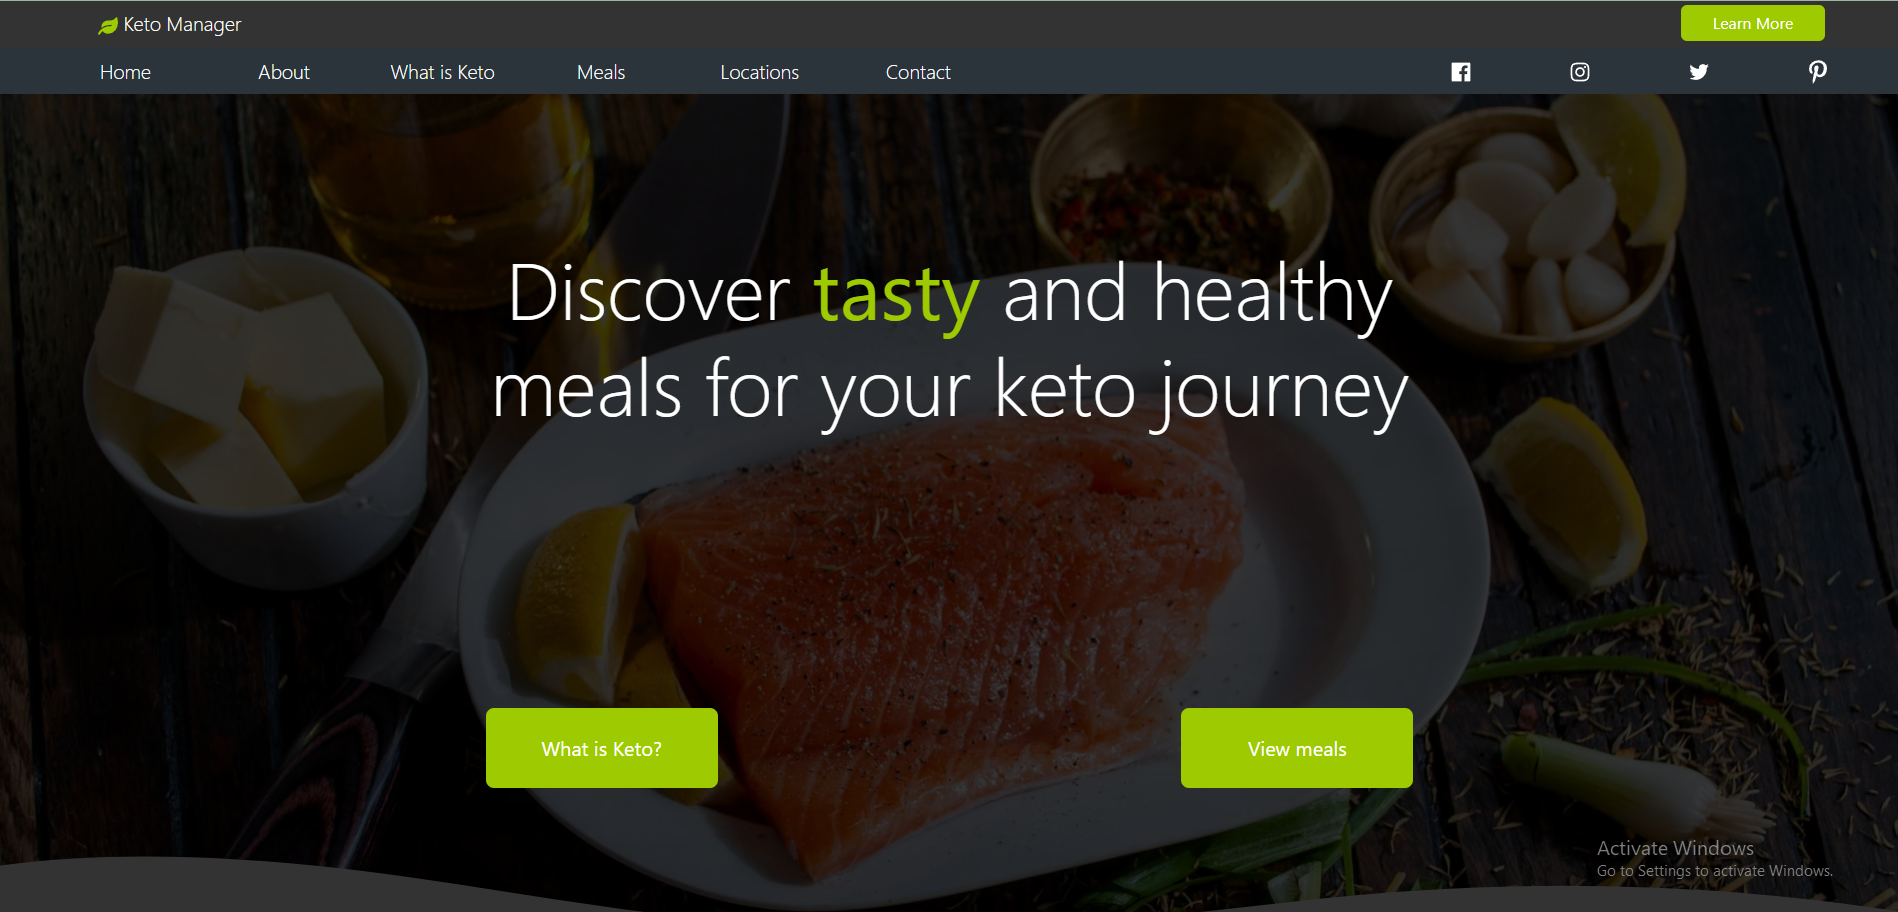 Keto Manager
Learn More
Home
About
What is Keto
Meals
Locations
Contact
Discover tasty and healthy
meals for your keto journey
What is Keto?
View meals
Activate Windows
Go to Settings to activate Windows.